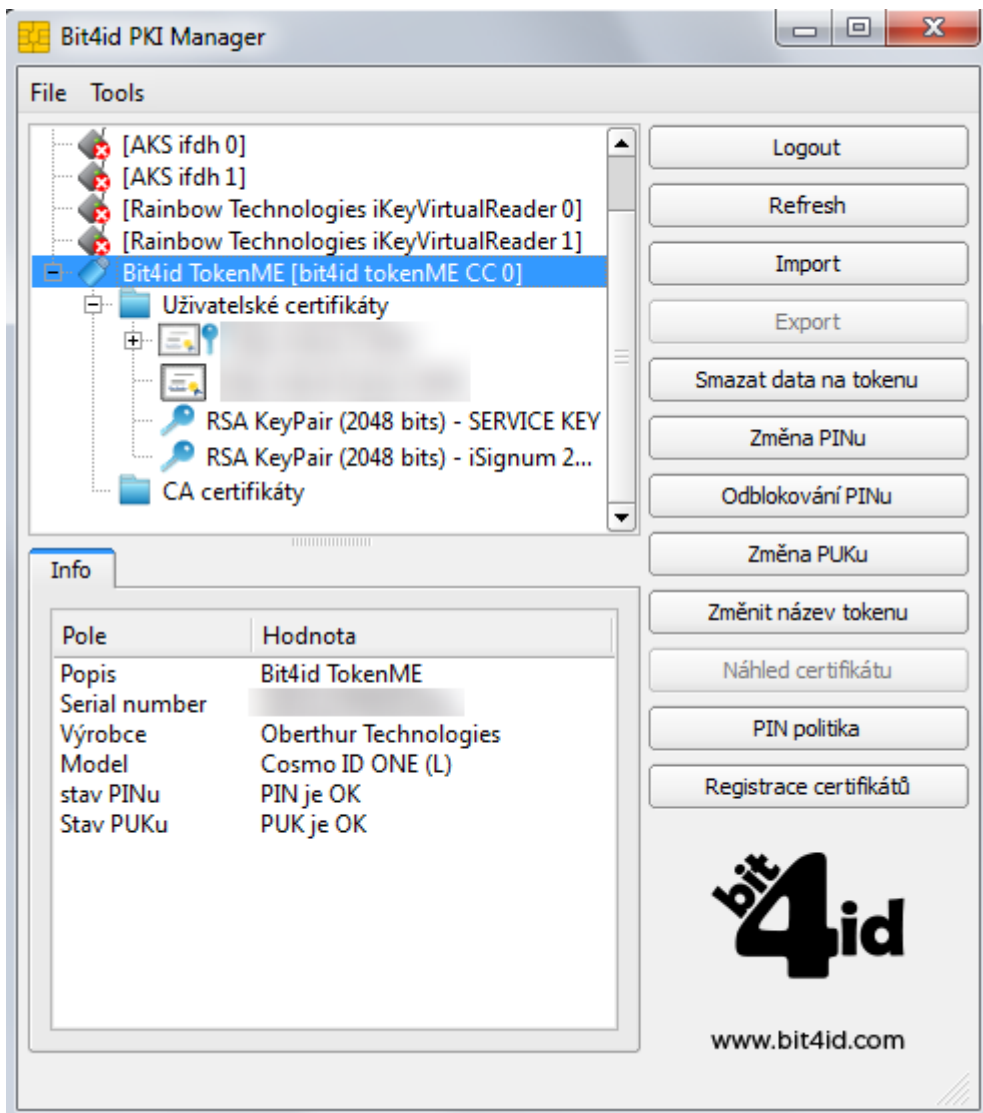 Bit4id PKI Manager
File Tools
[AKS ifdh 0]
[AKS ifdh 1]
[Rainbow Technologies iKeyVirtualReader 0]
[Rainbow Technologies iKeyVirtualReader 1]
Bit4id TokenME [bit4id tokenME CC 0]
Uživatelské certifikáty
RSA KeyPair (2048 bits) - SERVICE KEY
RSA KeyPair (2048 bits) - iSignum 2...
CA certifikáty
Logout
Refresh
Import
Export
Smazat data na tokenu
Změna PINu
Odblokování PINu
Změna PUKu
Změnit název tokenu
Náhled certifikátu
PIN politika
Registrace certifikátů
Info
Pole Hodnota
Popis Bit4id TokenME
Serial number
Výrobce Oberthur Technologies
Model Cosmo ID ONE (L)
stav PINu PIN je OK
Stav PUKu PUK je OK
bit4id
www.bit4id.com